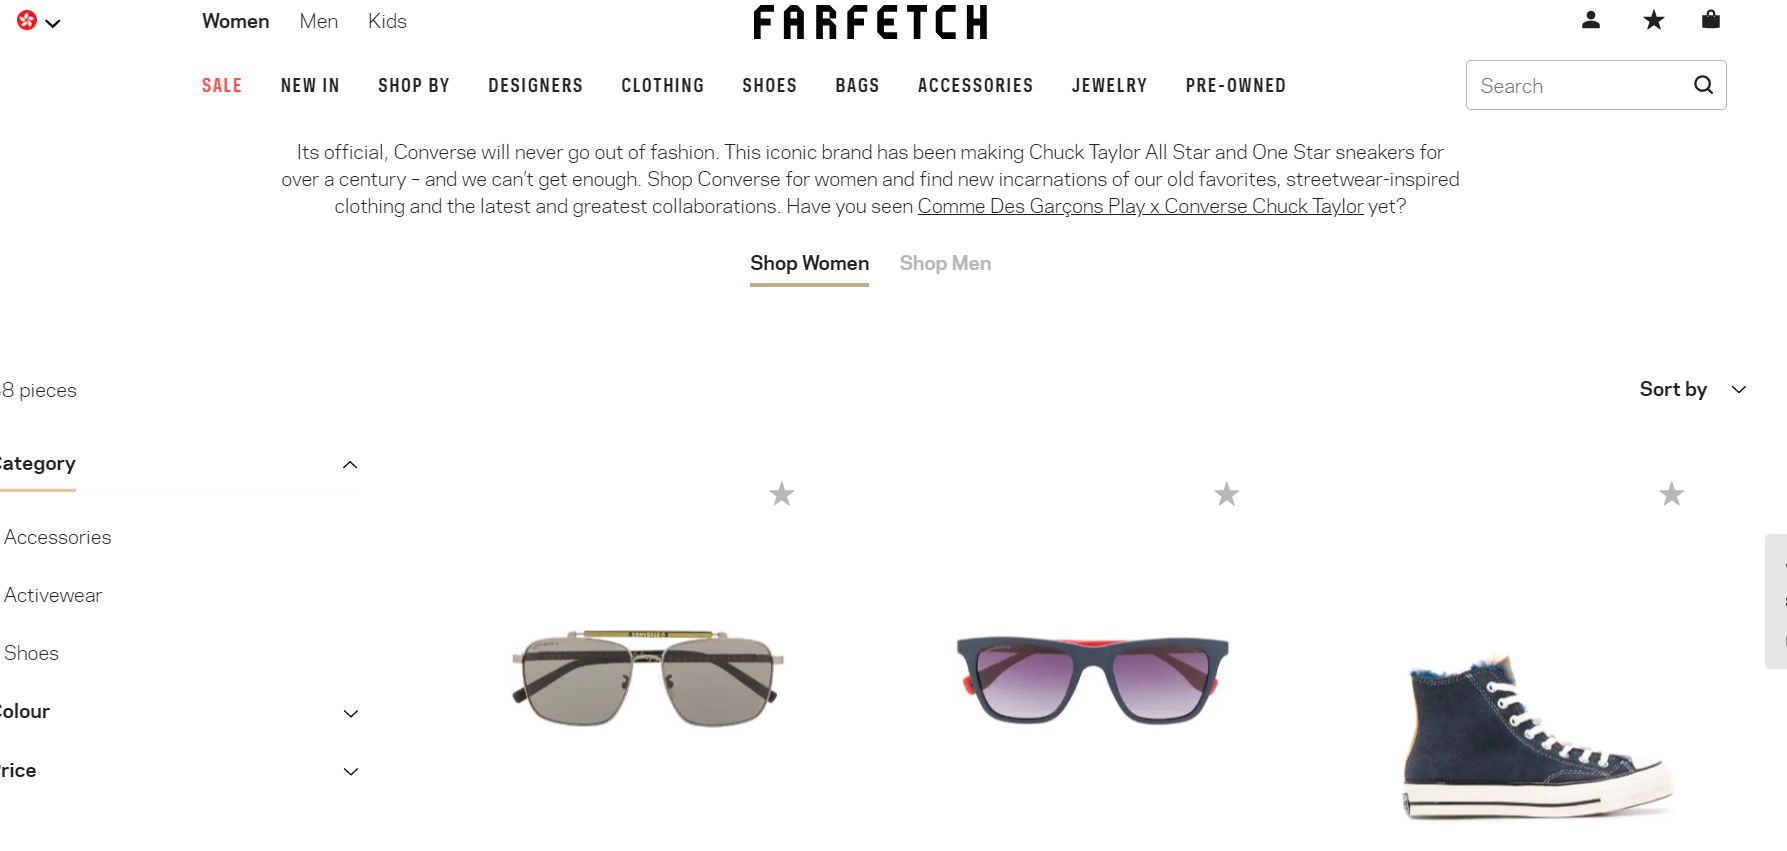 Women Men Kids
FARFETCH
SALE NEW IN SHOP BY DESIGNERS CLOTHING SHOES BAGS ACCESSORIES JEWELRY PRE-OWNED
Search
Its official, Converse will never go out of fashion. This iconic brand has been making Chuck Taylor All Star and One Star sneakers for
over a century – and we can't get enough. Shop Converse for women and find new incarnations of our old favorites, streetwear-inspired
clothing and the latest and greatest collaborations. Have you seen Comme Des Garçons Play x Converse Chuck Taylor yet?
Shop Women Shop Men
8 pieces
Sort by
Category
Accessories
Activewear
Shoes
Colour
Price
CONVERSE